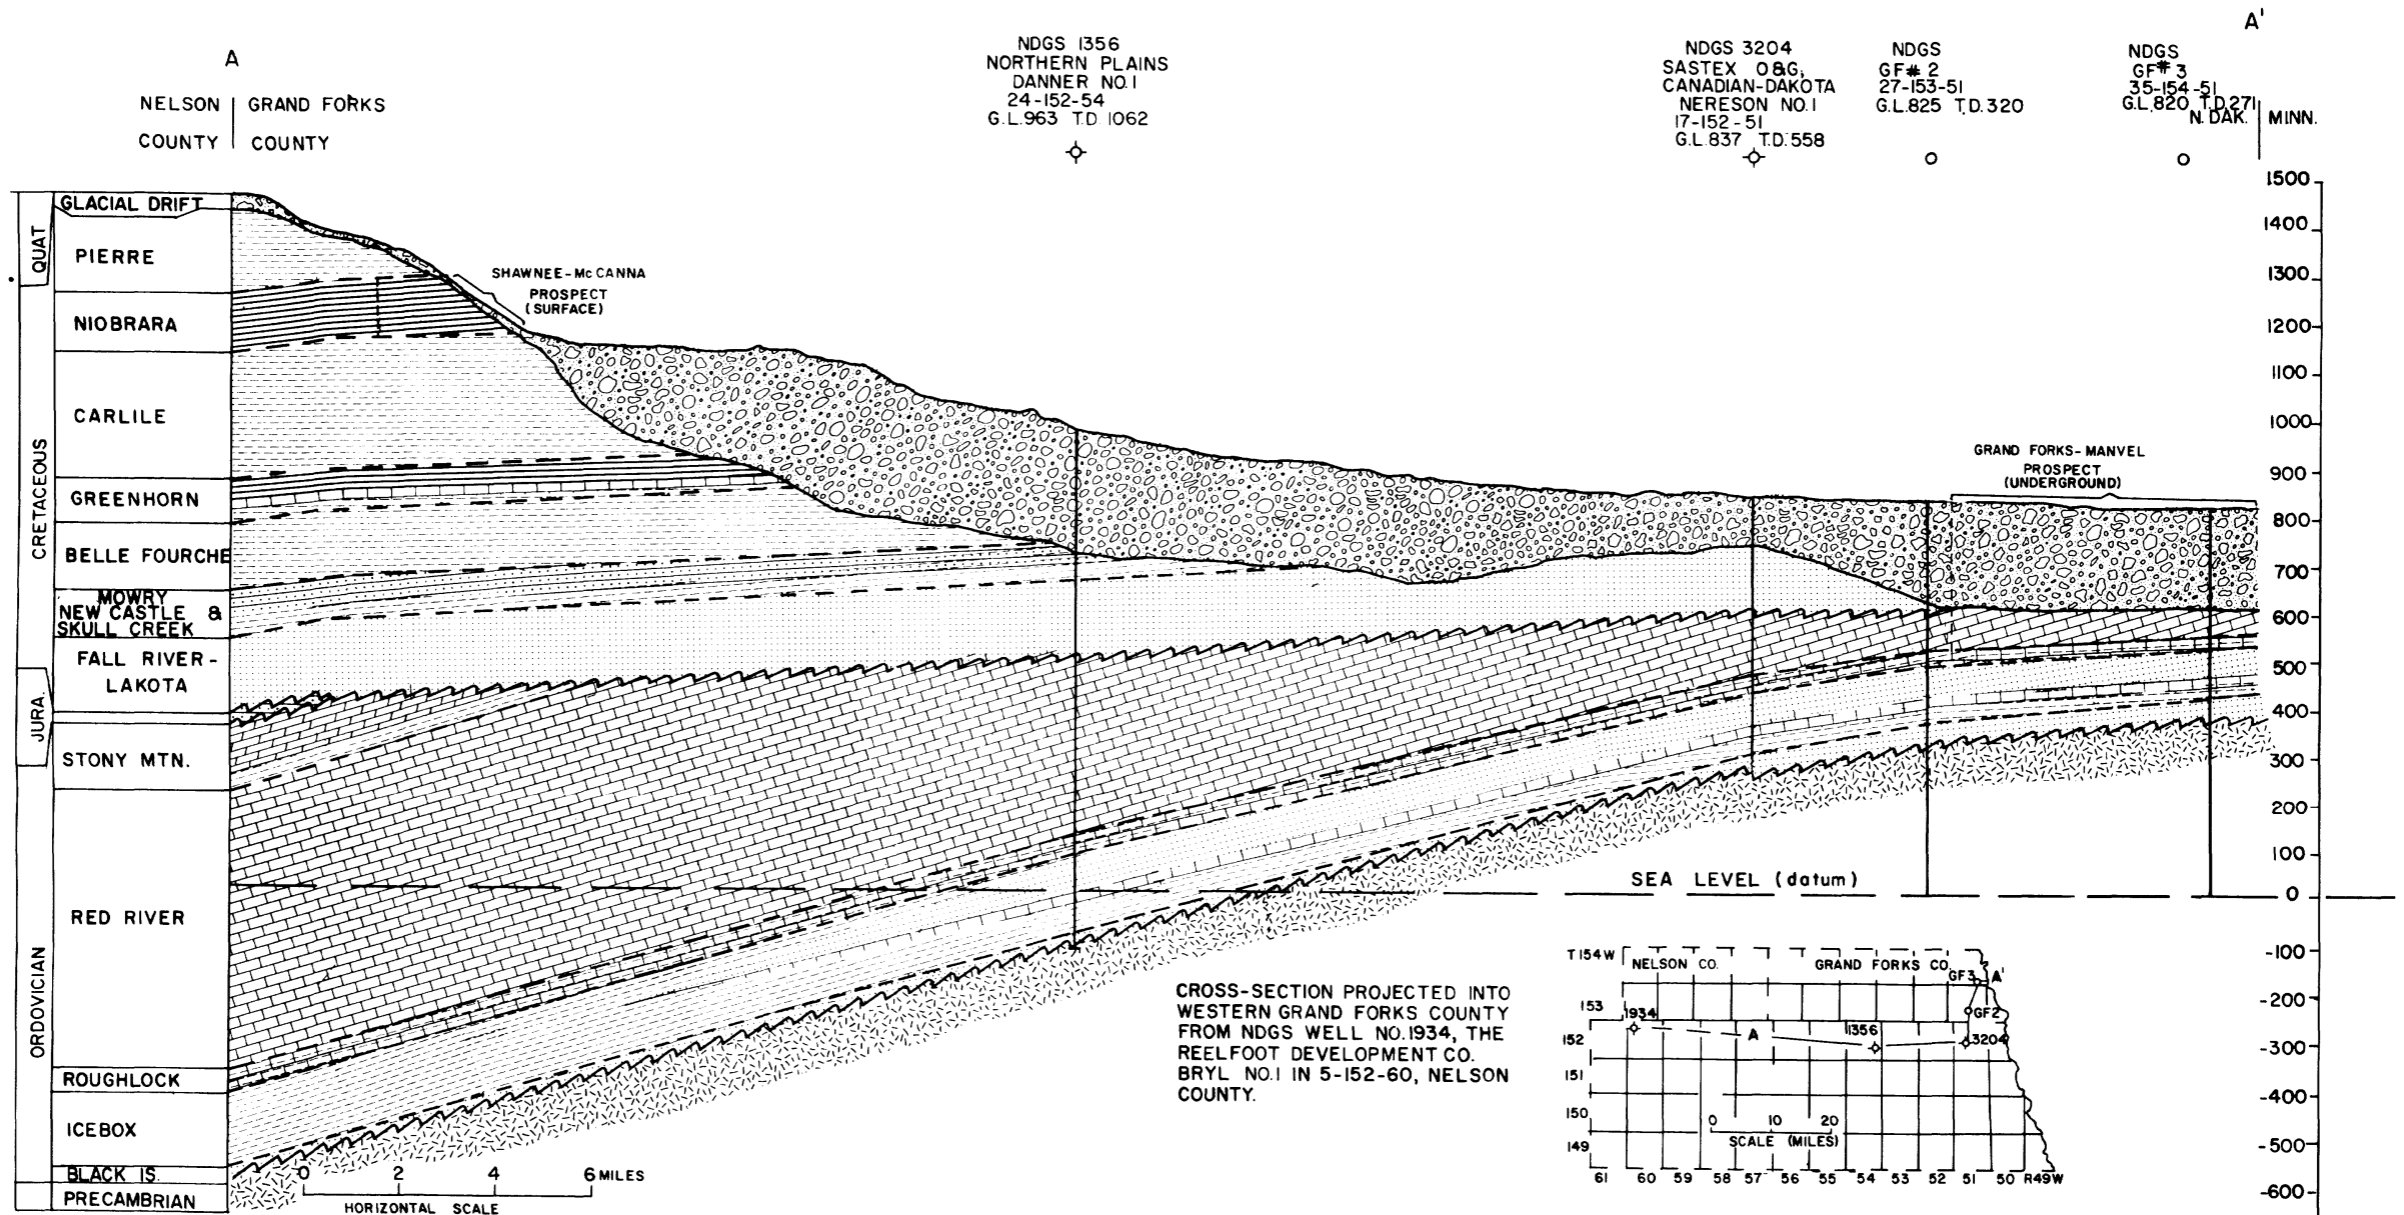 A
NELSON | GRAND FORKS
COUNTY | COUNTY
NDGS 1356
NORTHERN PLAINS
DANNER NO.1
24-152-54
G.L.963 T.D 1062
NDGS 3204
SASTEX O&G,
CANADIAN-DAKOTA
NERESON NO.1
17-152-51
G.L.837 T.D.558
NDGS
GF# 2
27-153-51
G.L.825 T.D.320
A'
NDGS
GF# 3
35-154-51
G.L.820 T.D.271
N. DAK. | MINN.
QUAT
CRETACEOUS
JURA.
ORDOVICIAN
GLACIAL DRIFT
PIERRE
NIOBRARA
CARLILE
GREENHORN
BELLE FOURCHE
MOWRY
NEW CASTLE &
SKULL CREEK
FALL RIVER-
LAKOTA
STONY MTN.
RED RIVER
ROUGHLOCK
ICEBOX
BLACK IS.
PRECAMBRIAN
SHAWNEE-McCANNA
PROSPECT
(SURFACE)
GRAND FORKS-MANVEL
PROSPECT
(UNDERGROUND)
1500
1400
1300
1200
1100
1000
900
800
700
600
500
400
300
200
100
0
-100
-200
-300
-400
-500
-600
SEA LEVEL (datum)
0 2 4 6 MILES
HORIZONTAL SCALE
CROSS-SECTION PROJECTED INTO
WESTERN GRAND FORKS COUNTY
FROM NDGS WELL NO.1934, THE
REELFOOT DEVELOPMENT CO.
BRYL NO.1 IN 5-152-60, NELSON
COUNTY.
T154W NELSON CO. GRAND FORKS CO.
GF3 A'
153 1934 GF2
152 A 1356 3204
151
150
149
0 10 20
SCALE (MILES)
61 60 59 58 57 56 55 54 53 52 51 50 R49W